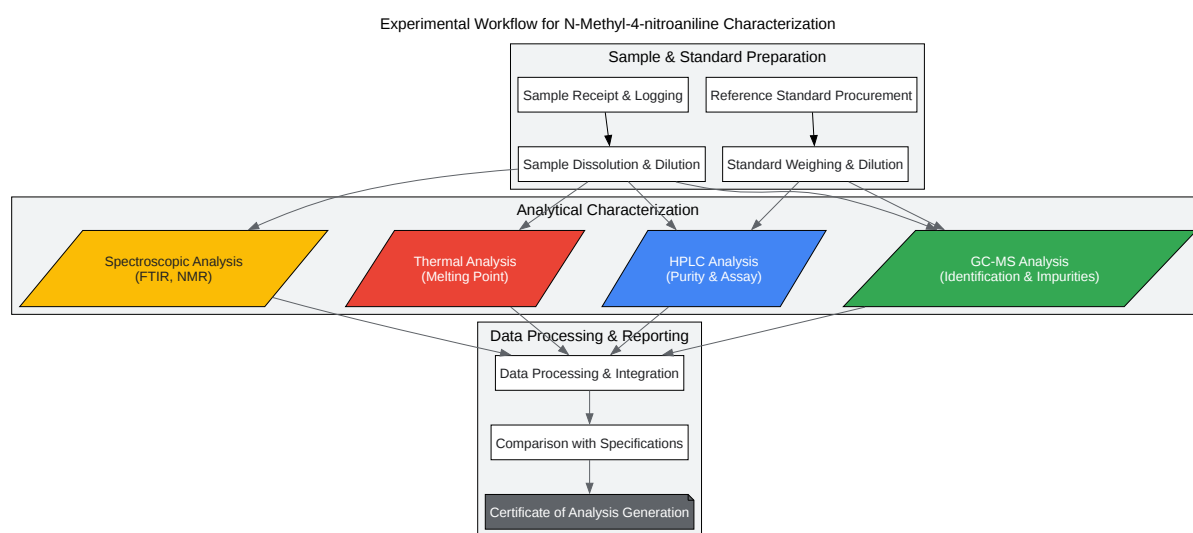 Experimental Workflow for N-Methyl-4-nitroaniline Characterization
Sample & Standard Preparation
Sample Receipt & Logging
Reference Standard Procurement
Sample Dissolution & Dilution
Standard Weighing & Dilution
Analytical Characterization
Spectroscopic Analysis
(FTIR, NMR)
Thermal Analysis
(Melting Point)
HPLC Analysis
(Purity & Assay)
GC-MS Analysis
(Identification & Impurities)
Data Processing & Reporting
Data Processing & Integration
Comparison with Specifications
Certificate of Analysis Generation